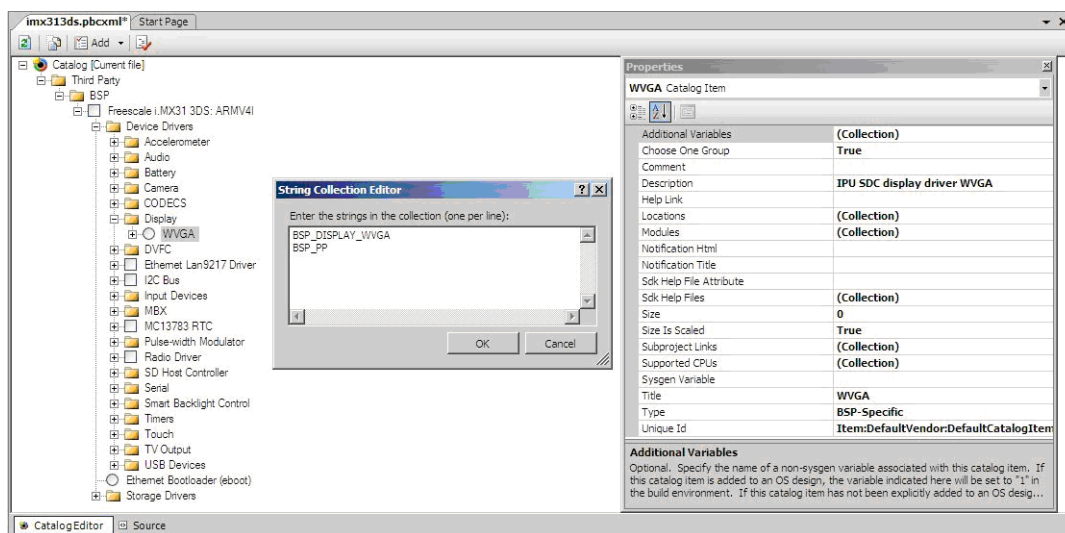 imx313ds.pbcxml* Start Page
Add
Catalog [Current file]
Third Party
BSP
Freescale i.MX31 3DS: ARMV4I
Device Drivers
Accelerometer
Audio
Battery
Camera
CODECS
Display
WVGA
DVFC
Ethernet Lan9217 Driver
I2C Bus
Input Devices
MBX
MC13783 RTC
Pulse-width Modulator
Radio Driver
SD Host Controller
Serial
Smart Backlight Control
Timers
Touch
TV Output
USB Devices
Ethernet Bootloader (eboot)
Storage Drivers
String Collection Editor
Enter the strings in the collection (one per line):
BSP_DISPLAY_WVGA
BSP_PP
OK Cancel
Properties
WVGA Catalog Item
Additional Variables (Collection)
Choose One Group True
Comment
Description IPU SDC display driver WVGA
Help Link
Locations (Collection)
Modules (Collection)
Notification Html
Notification Title
Sdk Help File Attribute
Sdk Help Files (Collection)
Size 0
Size Is Scaled True
Subproject Links (Collection)
Supported CPUs (Collection)
Sysgen Variable
Title WVGA
Type BSP-Specific
Unique Id Item:DefaultVendor:DefaultCatalogItem
Additional Variables
Optional. Specify the name of a non-sysgen variable associated with this catalog item. If
this catalog item is added to an OS design, the variable indicated here will be set to "1" in
the build environment. If this catalog item has not been explicitly added to an OS desig...
Catalog Editor Source